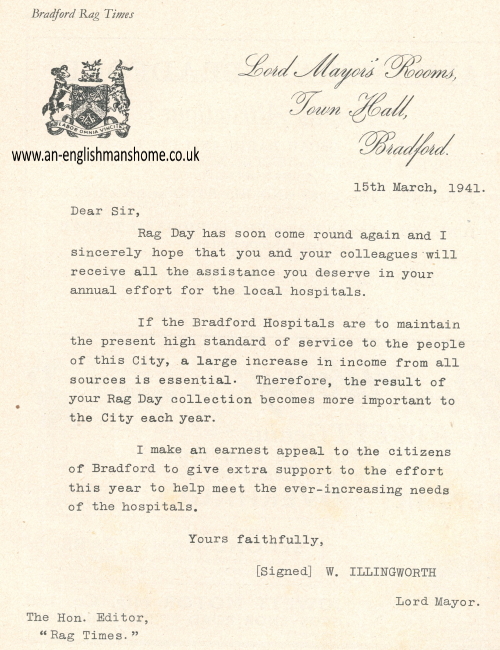 Bradford Rag Times
Lord Mayor's Rooms,
Town Hall,
Bradford.
LABOR OMNIA VINCIT
www.an-englishmanshome.co.uk
15th March, 1941.
Dear Sir,
Rag Day has soon come round again and I
sincerely hope that you and your colleagues will
receive all the assistance you deserve in your
annual effort for the local hospitals.
If the Bradford Hospitals are to maintain
the present high standard of service to the people
of this City, a large increase in income from all
sources is essential. Therefore, the result of
your Rag Day collection becomes more important to
the City each year.
I make an earnest appeal to the citizens
of Bradford to give extra support to the effort
this year to help meet the ever-increasing needs
of the hospitals.
Yours faithfully,
[Signed] W. ILLINGWORTH
Lord Mayor.
The Hon. Editor,
"Rag Times."